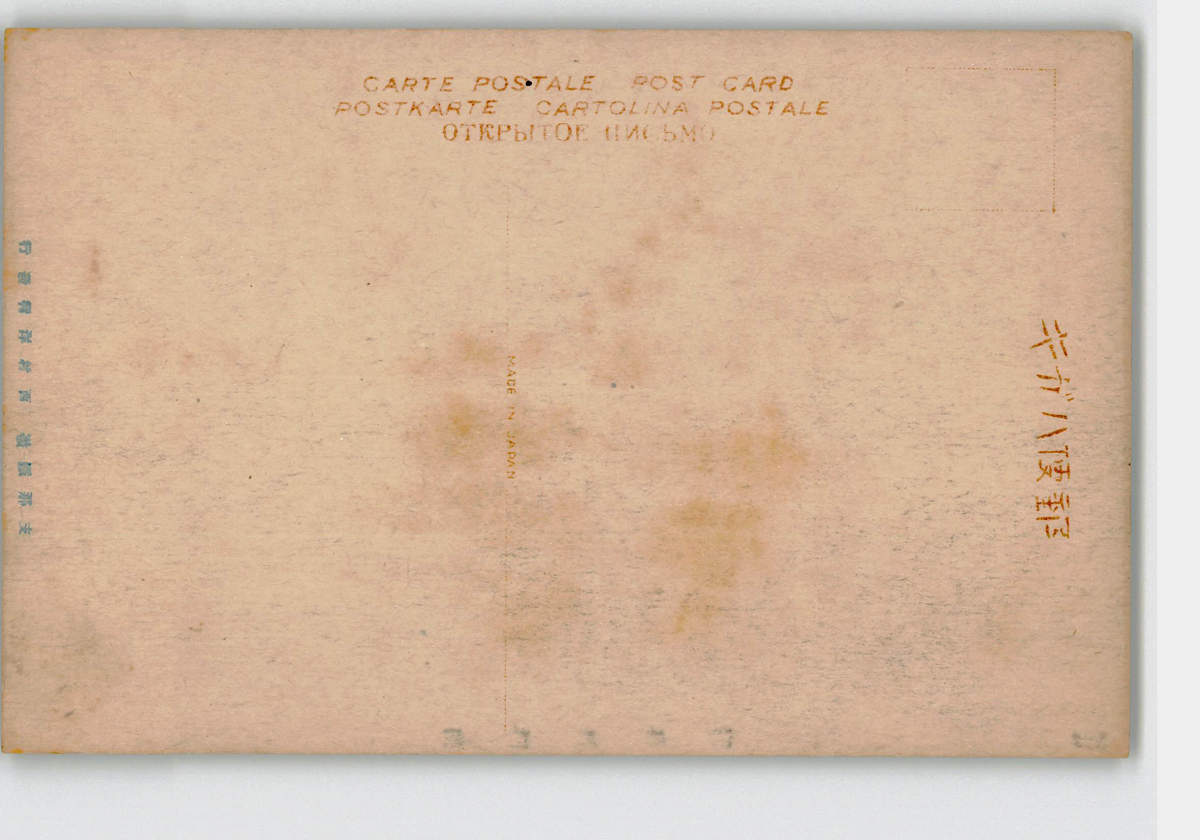 CARTE POSTALE POST CARD
POSTKARTE CARTOLINA POSTALE
ОТКРЫТОЕ ПИСЬМО
MADE IN JAPAN
郵便ハガキ